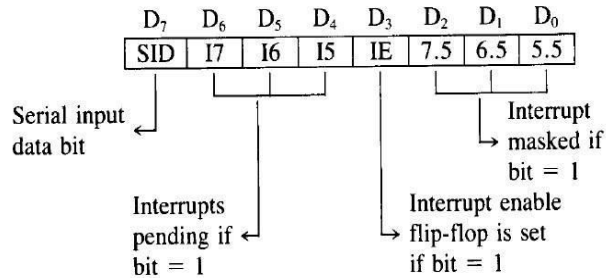 D7 D6 D5 D4 D3 D2 D1 D0
SID I7 I6 I5 IE 7.5 6.5 5.5
Serial input
data bit
Interrupts
pending if
bit = 1
Interrupt enable
flip-flop is set
if bit = 1
Interrupt
masked if
bit = 1